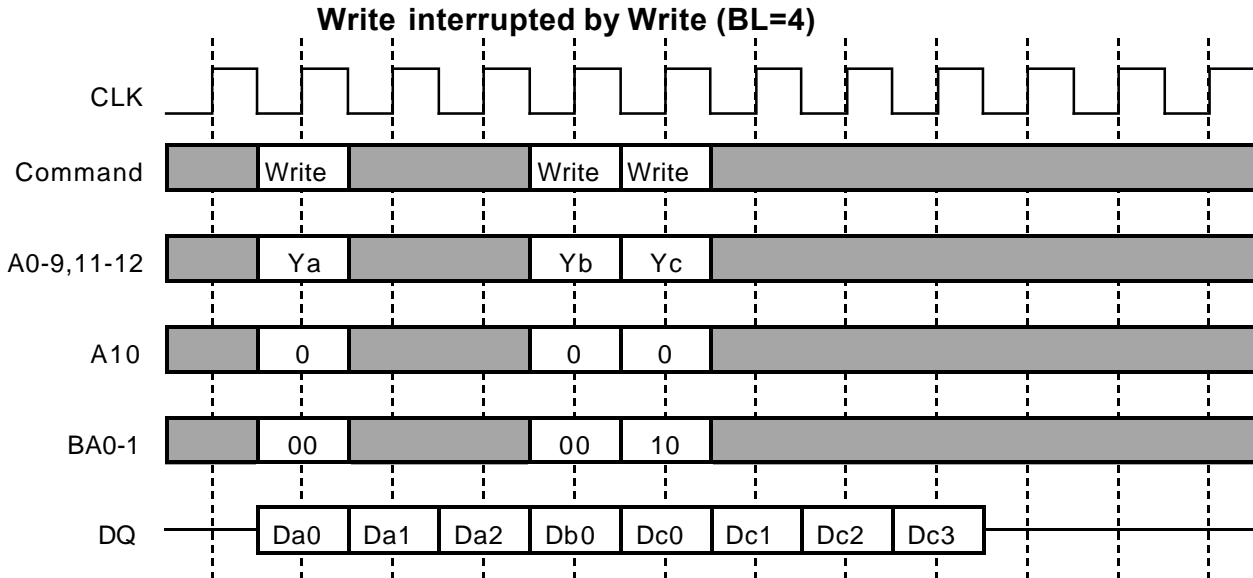 Write interrupted by Write (BL=4)
CLK
Command Write Write Write
A0-9,11-12 Ya Yb Yc
A10 0 0 0
BA0-1 00 00 10
DQ Da0 Da1 Da2 Db0 Dc0 Dc1 Dc2 Dc3